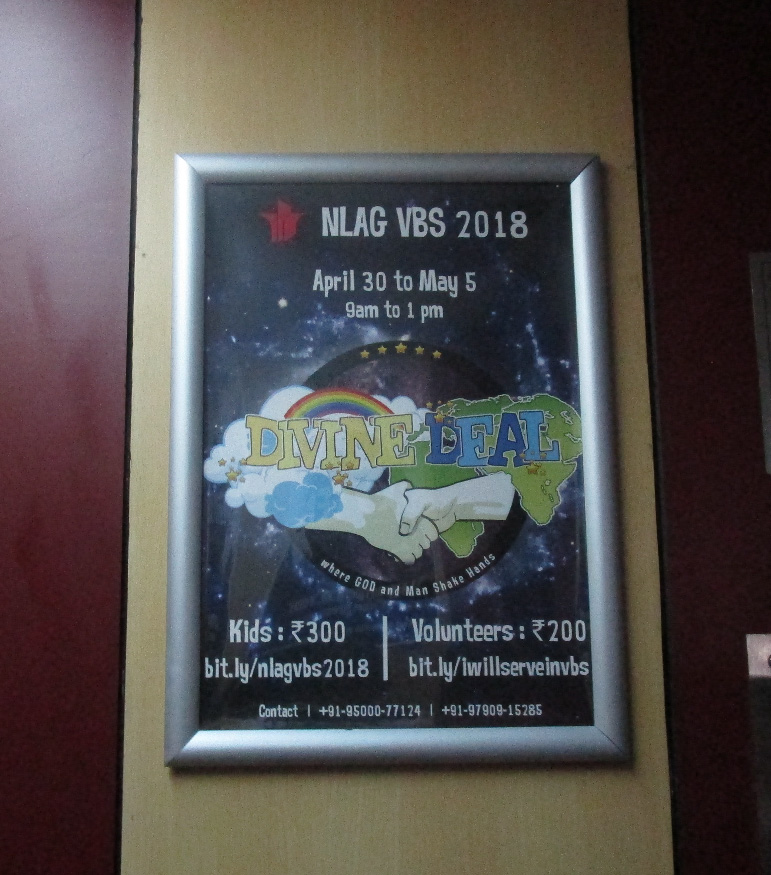 NLAG VBS 2018
April 30 to May 5
9am to 1 pm
DIVINE DEAL
where GOD and Man Shake Hands
Kids : ₹300
bit.ly/nlagvbs2018
Volunteers : ₹200
bit.ly/iwillserveinvbs
Contact | +91-95000-77124 | +91-97909-15285